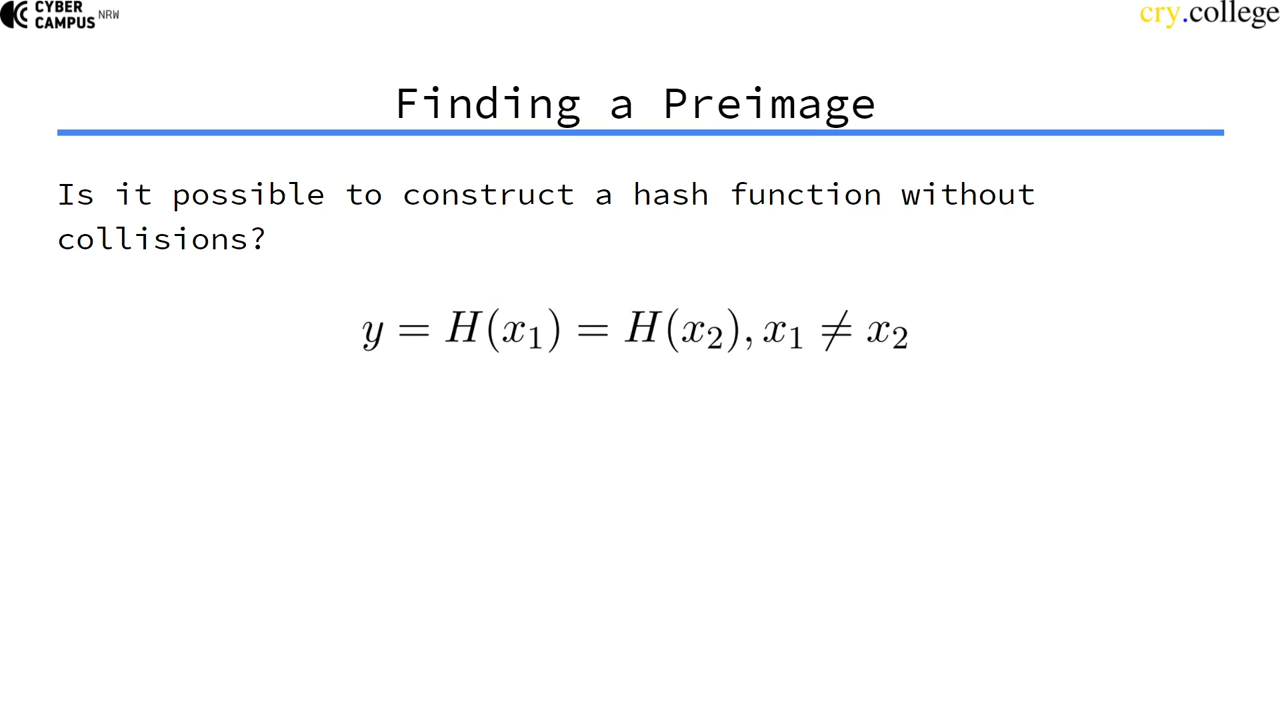 CYBER
CAMPUS NRW
cry.college
Finding a Preimage
Is it possible to construct a hash function without
collisions?
y = H(x₁) = H(x₂), x₁ ≠ x₂